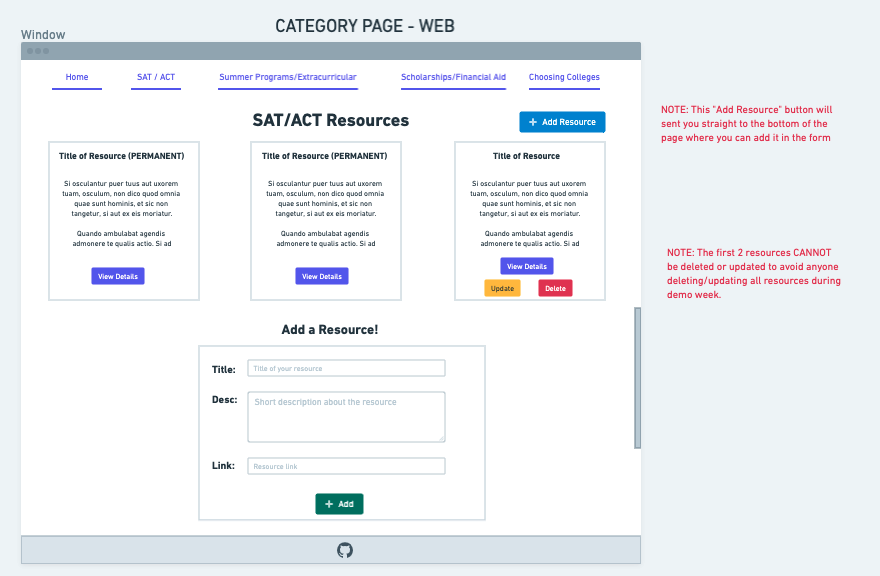 CATEGORY PAGE - WEB
Window
Home
SAT / ACT
Summer Programs/Extracurricular
Scholarships/Financial Aid
Choosing Colleges
SAT/ACT Resources
+ Add Resource
NOTE: This "Add Resource" button will
sent you straight to the bottom of the
page where you can add it in the form
Title of Resource (PERMANENT)
Si osculantur puer tuus aut uxorem
tuam, osculum, non dico quod omnia
quae sunt hominis, et sic non
tangetur, si aut ex eis moriatur.
Quando ambulabat agendis
admonere te qualis actio. Si ad
View Details
Title of Resource (PERMANENT)
Si osculantur puer tuus aut uxorem
tuam, osculum, non dico quod omnia
quae sunt hominis, et sic non
tangetur, si aut ex eis moriatur.
Quando ambulabat agendis
admonere te qualis actio. Si ad
View Details
Title of Resource
Si osculantur puer tuus aut uxorem
tuam, osculum, non dico quod omnia
quae sunt hominis, et sic non
tangetur, si aut ex eis moriatur.
Quando ambulabat agendis
admonere te qualis actio. Si ad
View Details
Update
Delete
NOTE: The first 2 resources CANNOT
be deleted or updated to avoid anyone
deleting/updating all resources during
demo week.
Add a Resource!
Title:
Title of your resource
Desc:
Short description about the resource
Link:
Resource link
+ Add